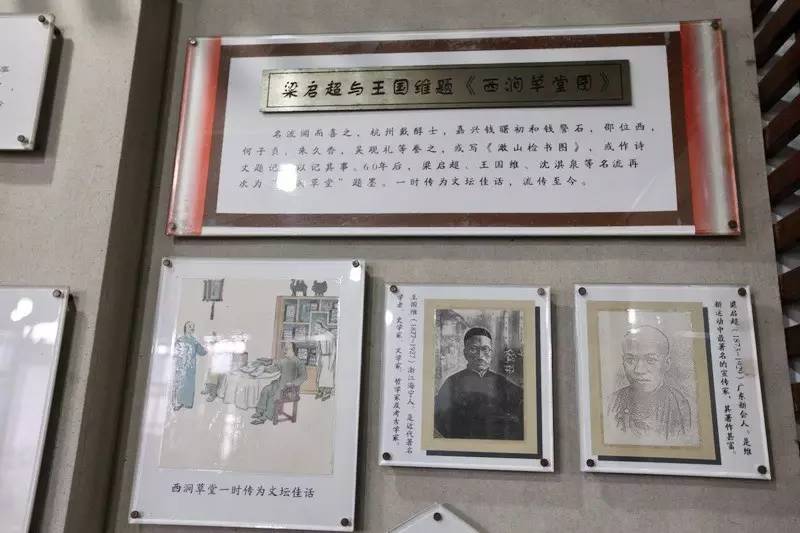 梁启超与王国维题《西涧草堂图》
名流闻而喜之，杭州戴醇士，嘉兴钱曙初和钱警石，邵位西，
何子贞，朱久香，吴观礼等叁之，或写《澉山检书图》，或作诗
文题记，以记其事。60年后，梁启超、王国维、沈淇泉等名流再
次为“ 草堂”题墨。一时传为文坛佳话，流传至今。
西涧草堂一时传为文坛佳话
王国维（1877-1927）浙江海宁人，是近代著名
学者、史学家、文学家、哲学家及考古学家。
梁启超（1873-1929）广东新会人。是维
新运动中最著名的宣传家，其著作甚富。